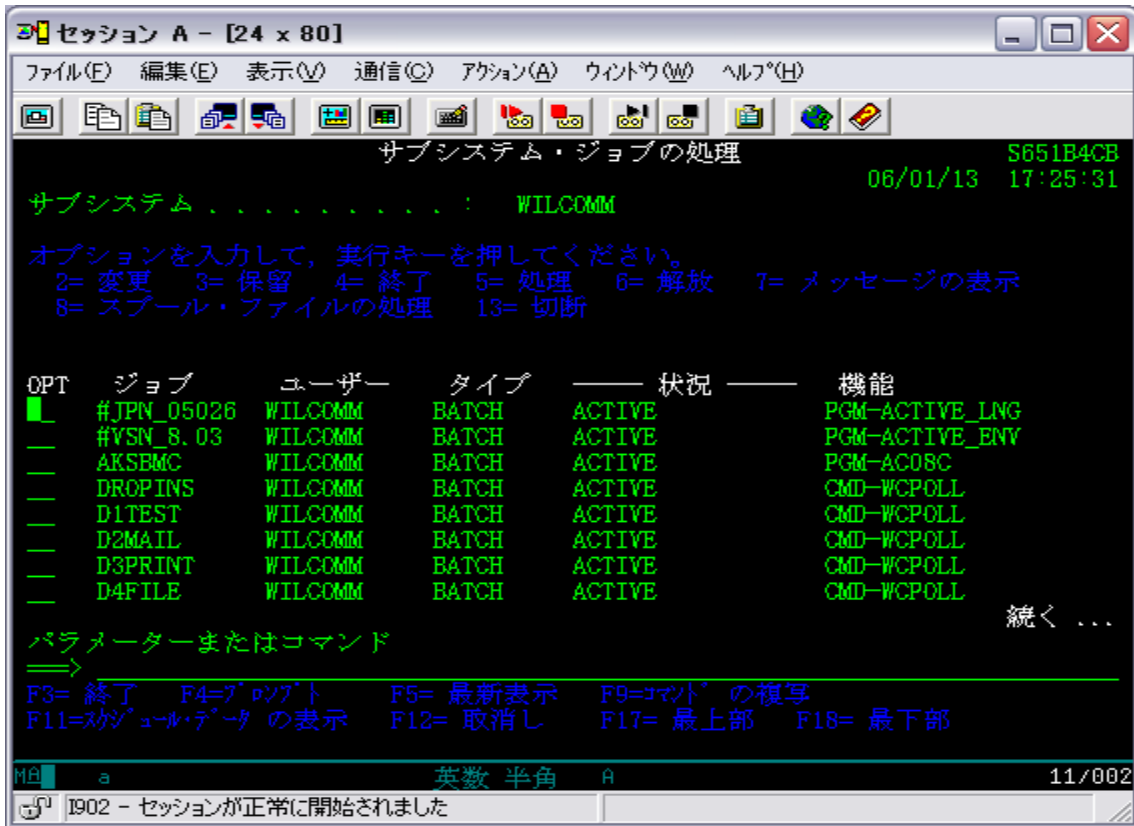 セッション A - [24 x 80]
ファイル(F) 編集(E) 表示(V) 通信(C) アクション(A) ウィンドウ(W) ヘルプ(H)
サブシステム・ジョブの処理 S651B4CB
06/01/13 17:25:31
サブシステム . . . . . . . . . . : WILCOMM
オプションを入力して, 実行キーを押してください。
2= 変更 3= 保留 4= 終了 5= 処理 6= 解放 7= メッセージの表示
8= スプール・ファイルの処理 13= 切断
OPT ジョブ ユーザー タイプ ―――― 状況 ―――― 機能
__ #JPN_05026 WILCOMM BATCH ACTIVE PGM-ACTIVE_LNG
__ #VSN_8.03 WILCOMM BATCH ACTIVE PGM-ACTIVE_ENV
__ AKSBMC WILCOMM BATCH ACTIVE PGM-AC08C
__ DROPINS WILCOMM BATCH ACTIVE CMD-WCPOLL
__ D1TEST WILCOMM BATCH ACTIVE CMD-WCPOLL
__ D2MAIL WILCOMM BATCH ACTIVE CMD-WCPOLL
__ D3PRINT WILCOMM BATCH ACTIVE CMD-WCPOLL
__ D4FILE WILCOMM BATCH ACTIVE CMD-WCPOLL
続く ...
パラメーターまたはコマンド
===>
F3= 終了 F4=プロンプト F5= 最新表示 F9=コマンド の複写
F11=スケジュール・データ の表示 F12= 取消し F17= 最上部 F18= 最下部
MA a 英数 半角 A 11/002
I902 - セッションが正常に開始されました